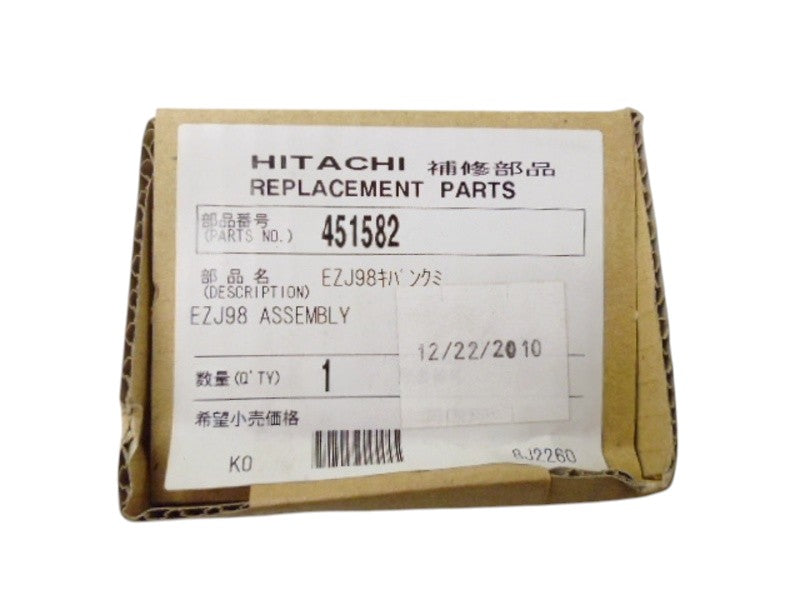 HITACHI 補修部品
REPLACEMENT PARTS
部品番号
(PARTS NO.) 451582
部品名 EZJ98ｷﾊﾞﾝｸﾐ
(DESCRIPTION)
EZJ98 ASSEMBLY
12/22/2010
数量(Q'TY) 1
希望小売価格
KO 8J2260